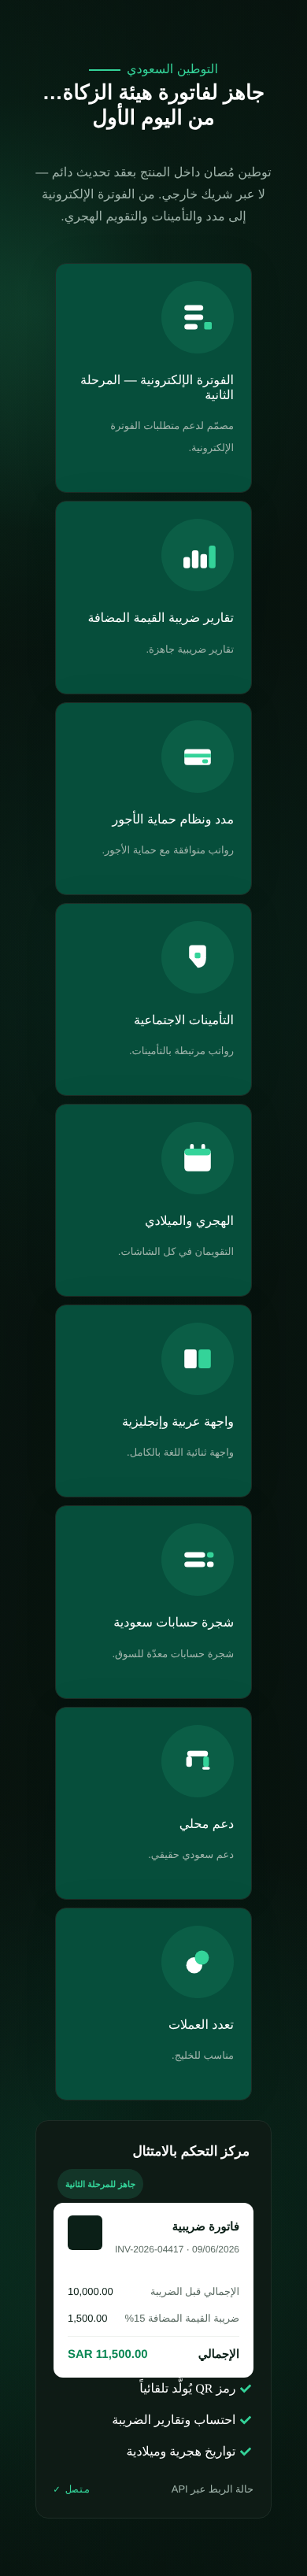 التوطين السعودي
جاهز لفاتورة هيئة الزكاة…
من اليوم الأول
توطين مُصان داخل المنتج بعقد تحديث دائم —
لا عبر شريك خارجي. من الفوترة الإلكترونية
إلى مدد والتأمينات والتقويم الهجري.
الفوترة الإلكترونية — المرحلة
الثانية
مصمّم لدعم متطلبات الفوترة
الإلكترونية.
تقارير ضريبة القيمة المضافة
تقارير ضريبية جاهزة.
مدد ونظام حماية الأجور
رواتب متوافقة مع حماية الأجور.
التأمينات الاجتماعية
رواتب مرتبطة بالتأمينات.
الهجري والميلادي
التقويمان في كل الشاشات.
واجهة عربية وإنجليزية
واجهة ثنائية اللغة بالكامل.
شجرة حسابات سعودية
شجرة حسابات معدّة للسوق.
دعم محلي
دعم سعودي حقيقي.
تعدد العملات
مناسب للخليج.
مركز التحكم بالامتثال
جاهز للمرحلة الثانية
فاتورة ضريبية
INV-2026-04417 · 09/06/2026
الإجمالي قبل الضريبة 10,000.00
ضريبة القيمة المضافة 15% 1,500.00
الإجمالي SAR 11,500.00
رمز QR يُولَّد تلقائياً
احتساب وتقارير الضريبة
تواريخ هجرية وميلادية
حالة الربط عبر API متصل ✓